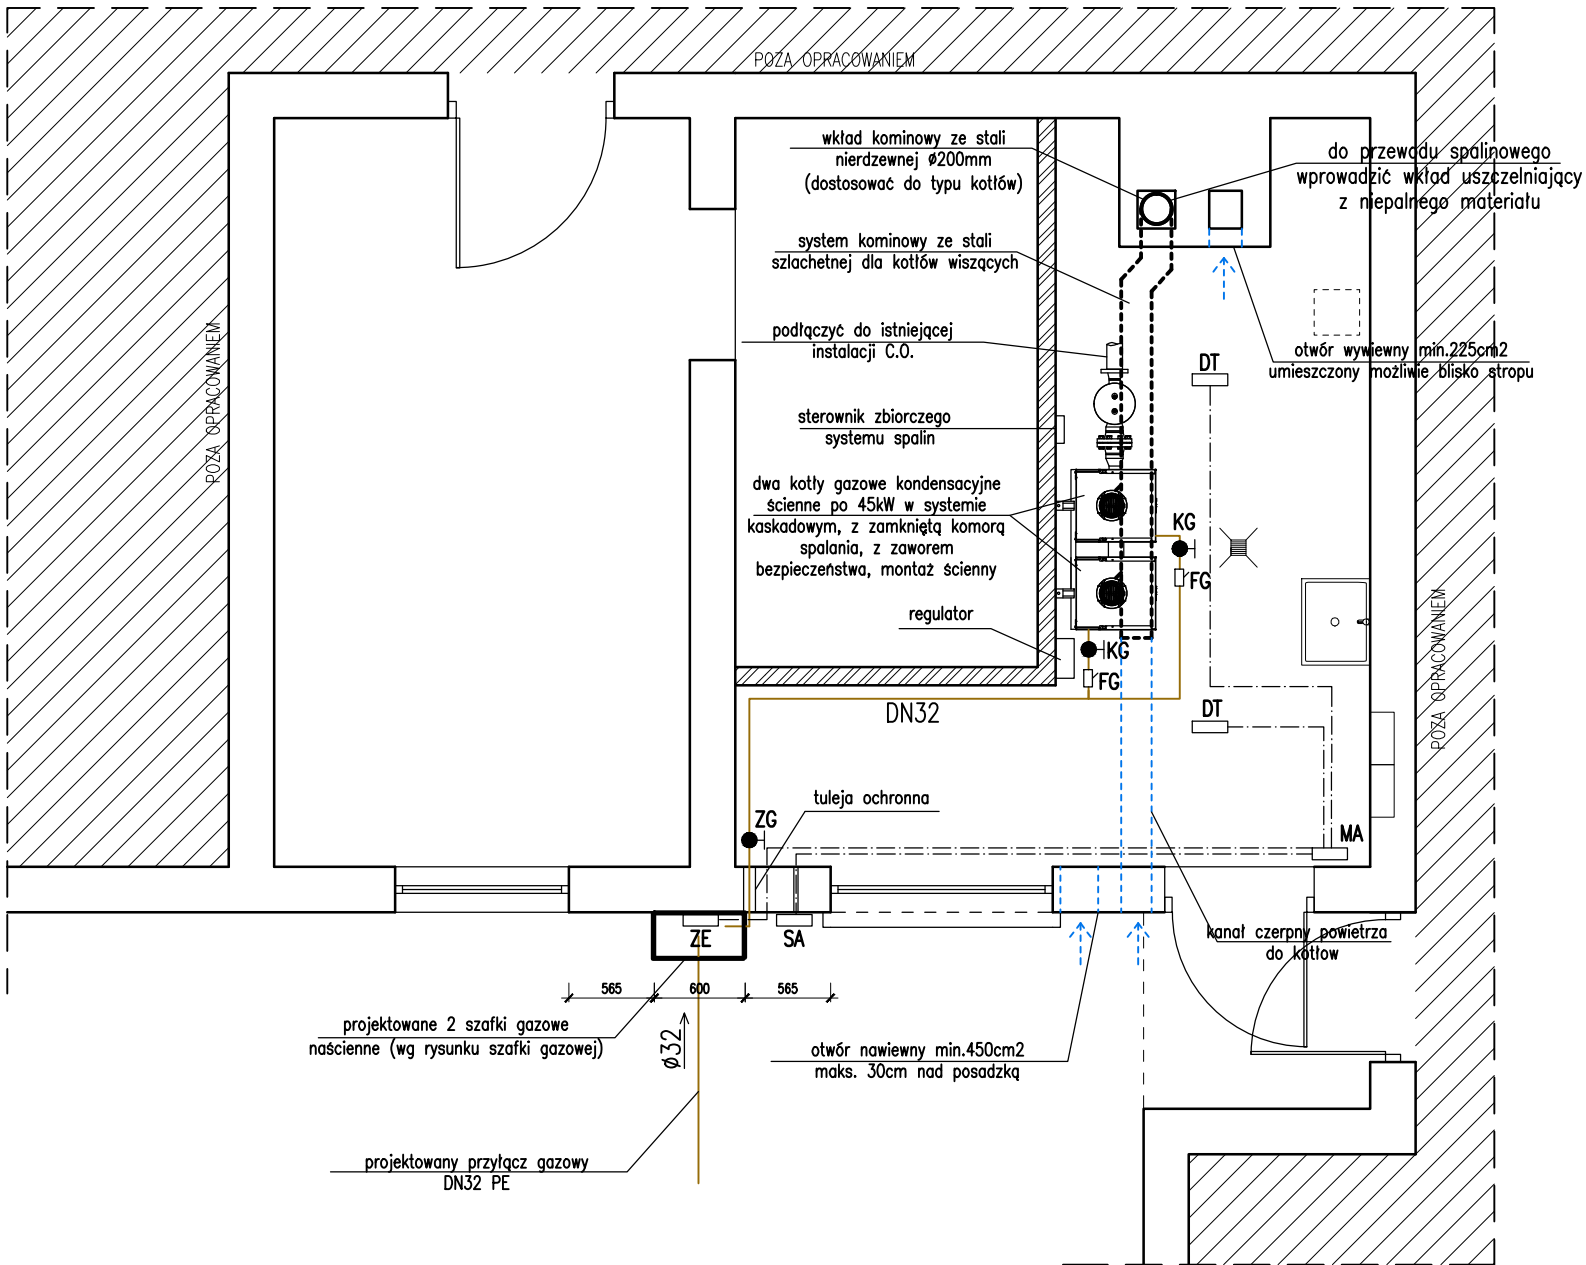 POZA OPRACOWANIEM
wkład kominowy ze stali
nierdzewnej Ø200mm
(dostosować do typu kotłów)
do przewodu spalinowego
wprowadzić wkład uszczelniający
z niepalnego materiału
system kominowy ze stali
szlachetnej dla kotłów wiszących
podłączyć do istniejącej
instalacji C.O.
otwór wywiewny min.225cm2
umieszczony możliwie blisko stropu
DT
POZA OPRACOWANIEM
sterownik zbiorczego
systemu spalin
dwa kotły gazowe kondensacyjne
ścienne po 45kW w systemie
kaskadowym, z zamkniętą komorą
spalania, z zaworem
bezpieczeństwa, montaż ścienny
KG
FG
regulator
KG
FG
POZA OPRACOWANIEM
DN32
DT
tuleja ochronna
ZG
MA
ZE
SA
kanał czerpny powietrza
do kotłow
565
600
565
projektowane 2 szafki gazowe
naścienne (wg rysunku szafki gazowej)
Ø32
otwór nawiewny min.450cm2
maks. 30cm nad posadzką
projektowany przyłącz gazowy
DN32 PE